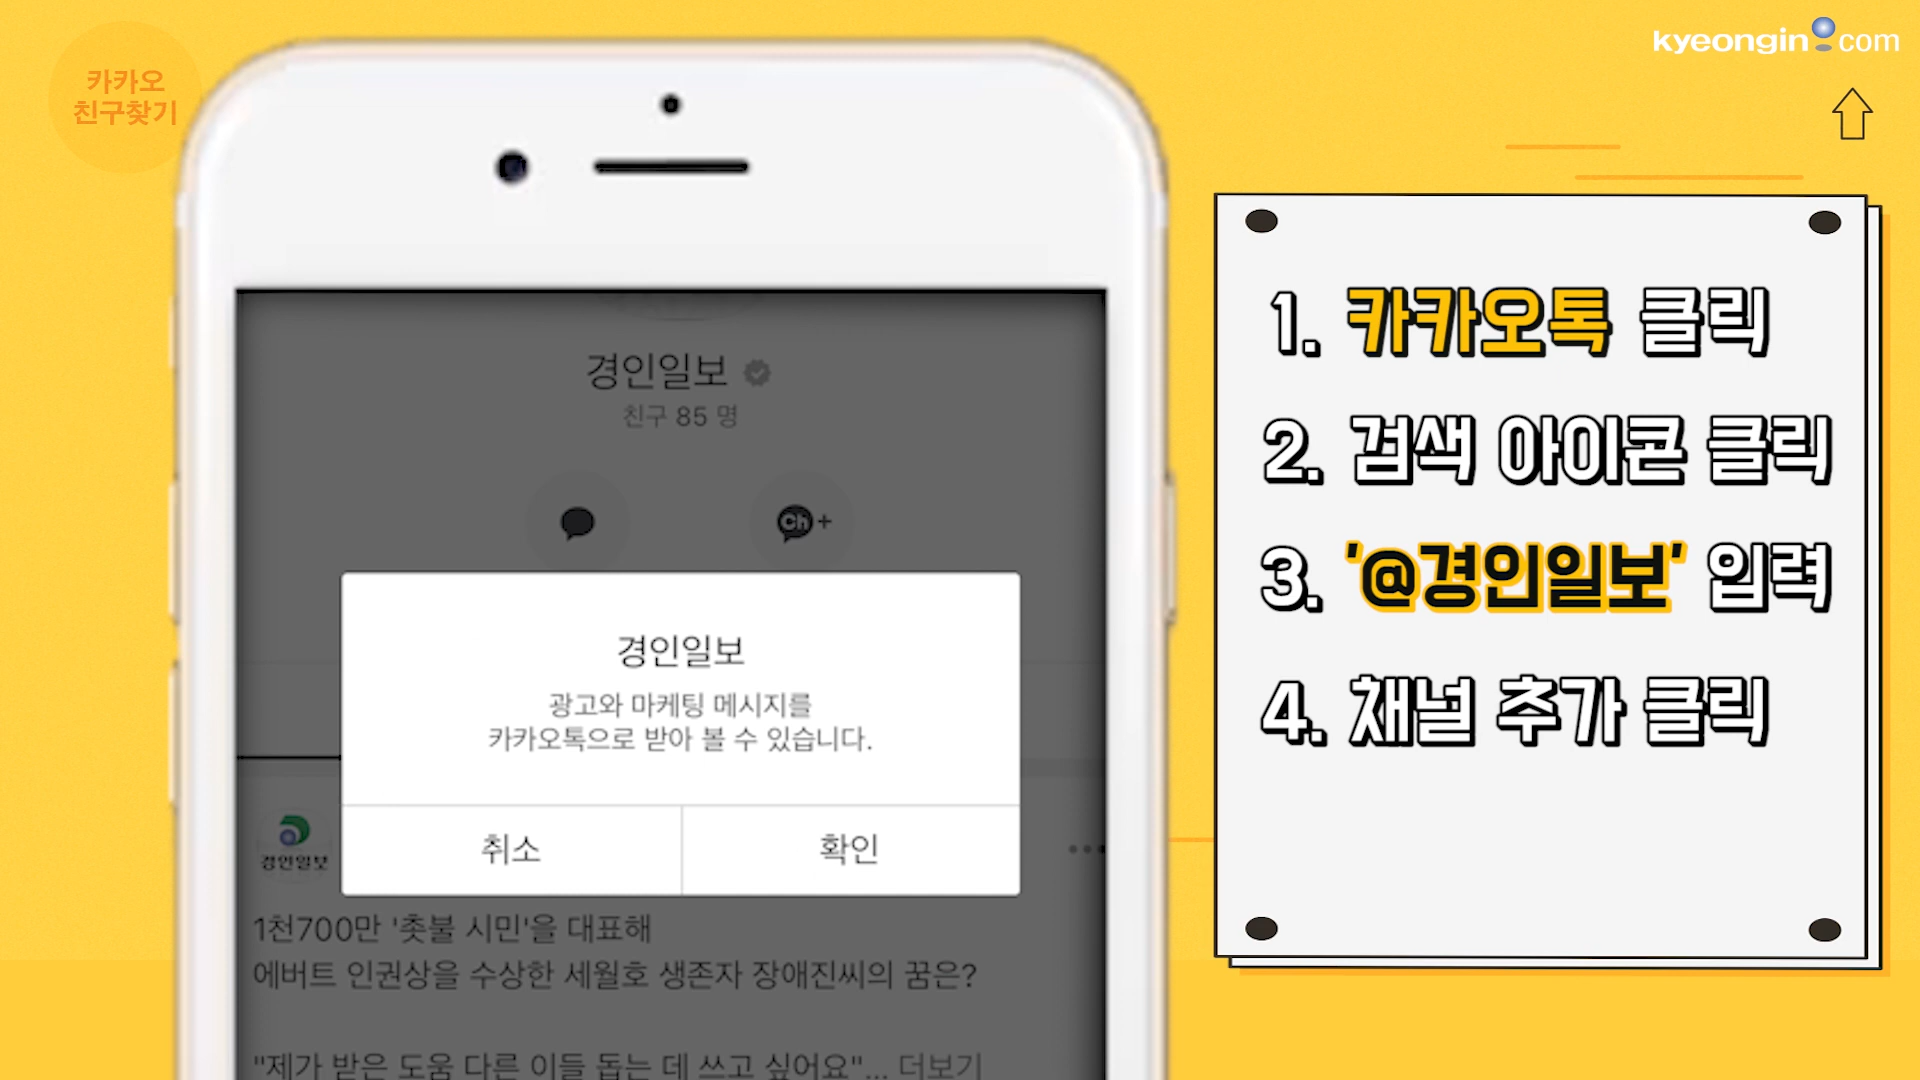 카카오
친구찾기
kyeongin.com
경인일보
친구 85 명
Ch+
경인일보
광고와 마케팅 메시지를
카카오톡으로 받아 볼 수 있습니다.
취소
확인
경인일보
1천700만 '촛불 시민'을 대표해
에버트 인권상을 수상한 세월호 생존자 장애진씨의 꿈은?
"제가 받은 도움 다른 이들 돕는 데 쓰고 싶어요"... 더보기
1. 카카오톡 클릭
2. 검색 아이콘 클릭
3. '@경인일보' 입력
4. 채널 추가 클릭